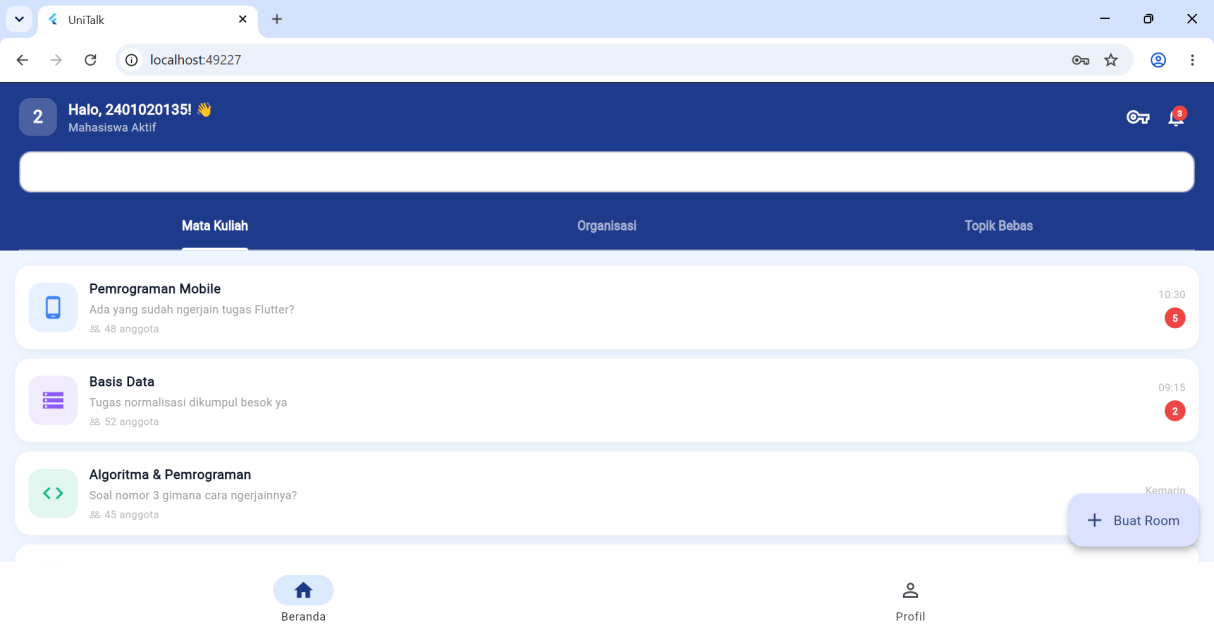 UniTalk
localhost:49227
2
Halo, 2401020135! 👋
Mahasiswa Aktif
3
Mata Kuliah
Organisasi
Topik Bebas
Pemrograman Mobile
Ada yang sudah ngerjain tugas Flutter?
48 anggota
10:30
5
Basis Data
Tugas normalisasi dikumpul besok ya
52 anggota
09:15
2
Algoritma & Pemrograman
Soal nomor 3 gimana cara ngerjainnya?
45 anggota
Kemarin
Buat Room
Beranda
Profil